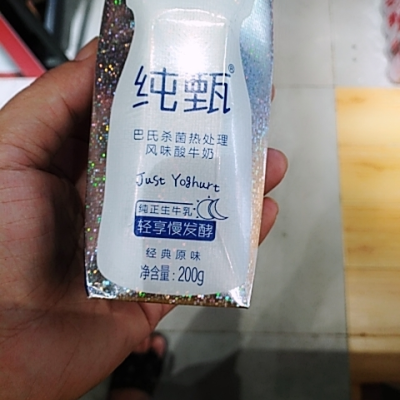 纯甄®
巴氏杀菌热处理
风味酸牛奶
Just Yoghurt
纯正生牛乳
轻享慢发酵
经典原味
净含量:200g